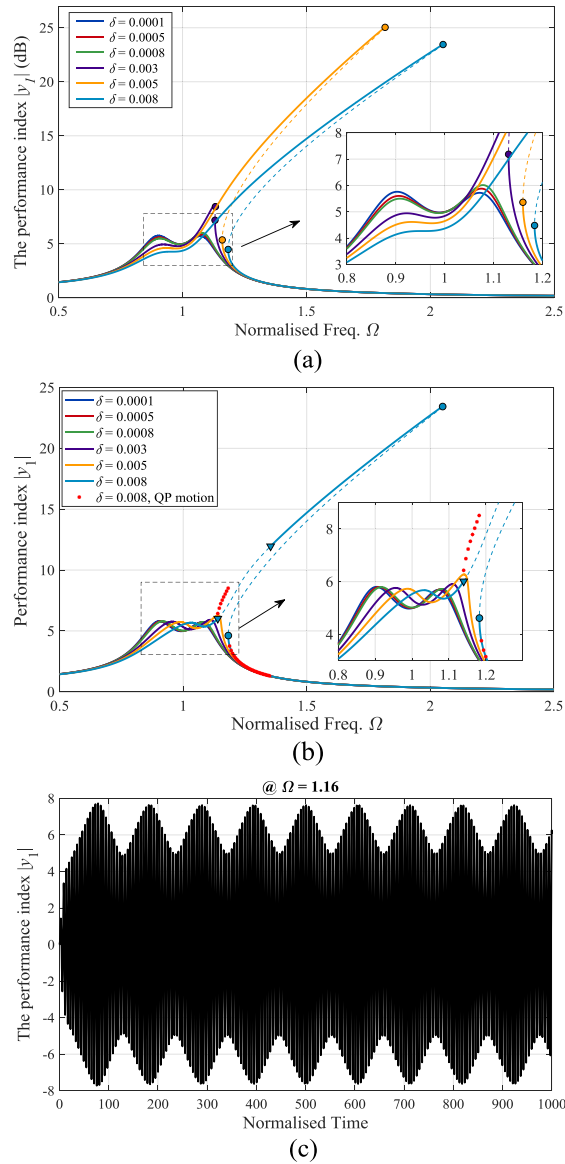 The performance index |y1| (dB)
25
20
15
10
5
0
δ = 0.0001
δ = 0.0005
δ = 0.0008
δ = 0.003
δ = 0.005
δ = 0.008
8
7
6
5
4
3
0.8 0.9 1 1.1 1.2
0.5 1 1.5 2 2.5
Normalised Freq. Ω
(a)
Performance index |y1|
25
20
15
10
5
0
δ = 0.0001
δ = 0.0005
δ = 0.0008
δ = 0.003
δ = 0.005
δ = 0.008
δ = 0.008, QP motion
8
6
4
0.8 0.9 1 1.1 1.2
0.5 1 1.5 2 2.5
Normalised Freq. Ω
(b)
@ Ω = 1.16
The performance index |y1|
8
6
4
2
0
-2
-4
-6
-8
0 100 200 300 400 500 600 700 800 900 1000
Normalised Time
(c)